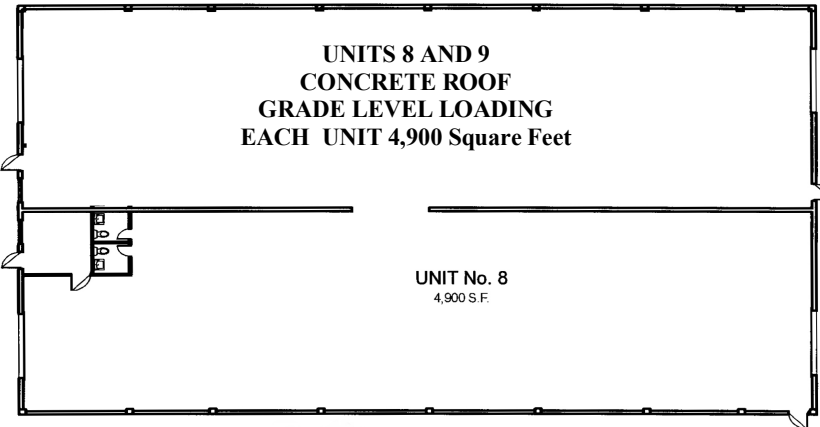 UNITS 8 AND 9
CONCRETE ROOF
GRADE LEVEL LOADING
EACH UNIT 4,900 Square Feet
UNIT No. 8
4,900 S.F.